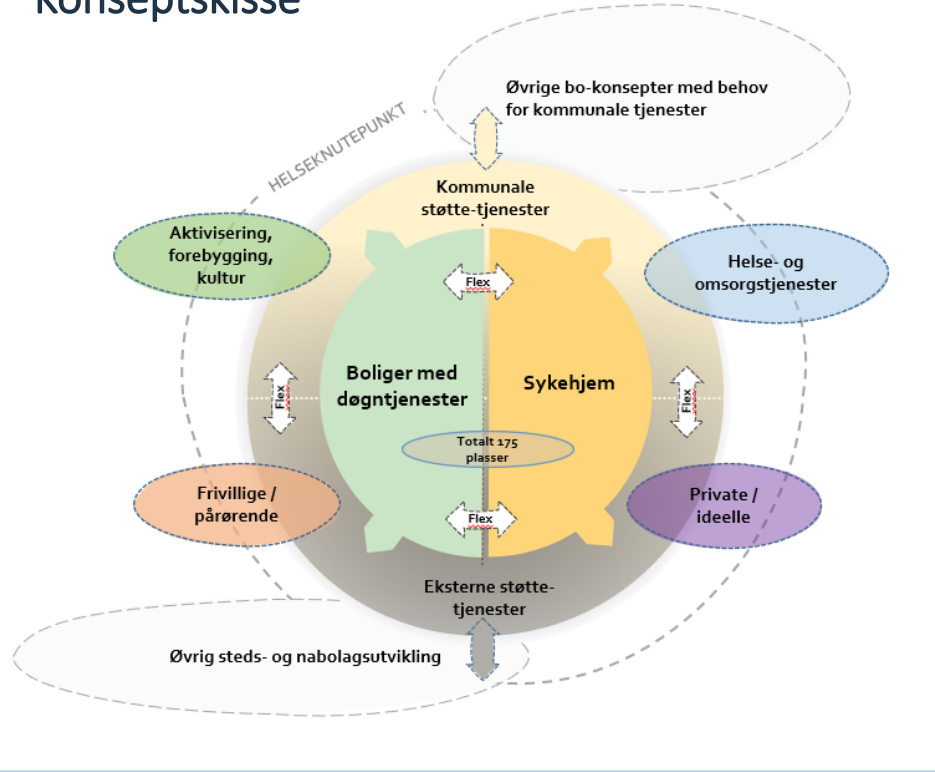 Konseptskisse
Øvrige bo-konsepter med behov
for kommunale tjenester
HELSEKNUTEPUNKT
Kommunale
støtte-tjenester
Aktivisering,
forebygging,
kultur
Helse- og
omsorgstjenester
Flex
Boliger med
døgntjenester
Sykehjem
Flex
Flex
Totalt 175
plasser
Frivillige /
pårørende
Private /
ideelle
Flex
Eksterne støtte-
tjenester
Øvrig steds- og nabolagsutvikling